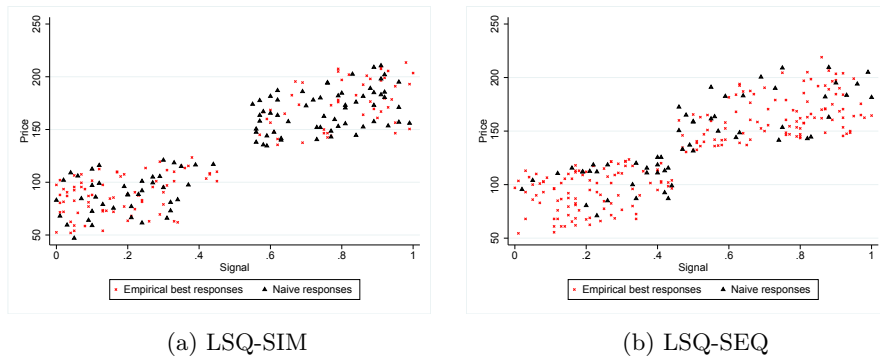 250
200
150
100
50
Price
0
.2
.4
.6
.8
1
Signal
Empirical best responses
Naive responses
(a) LSQ-SIM
250
200
150
100
50
Price
0
.2
.4
.6
.8
1
Signal
Empirical best responses
Naive responses
(b) LSQ-SEQ